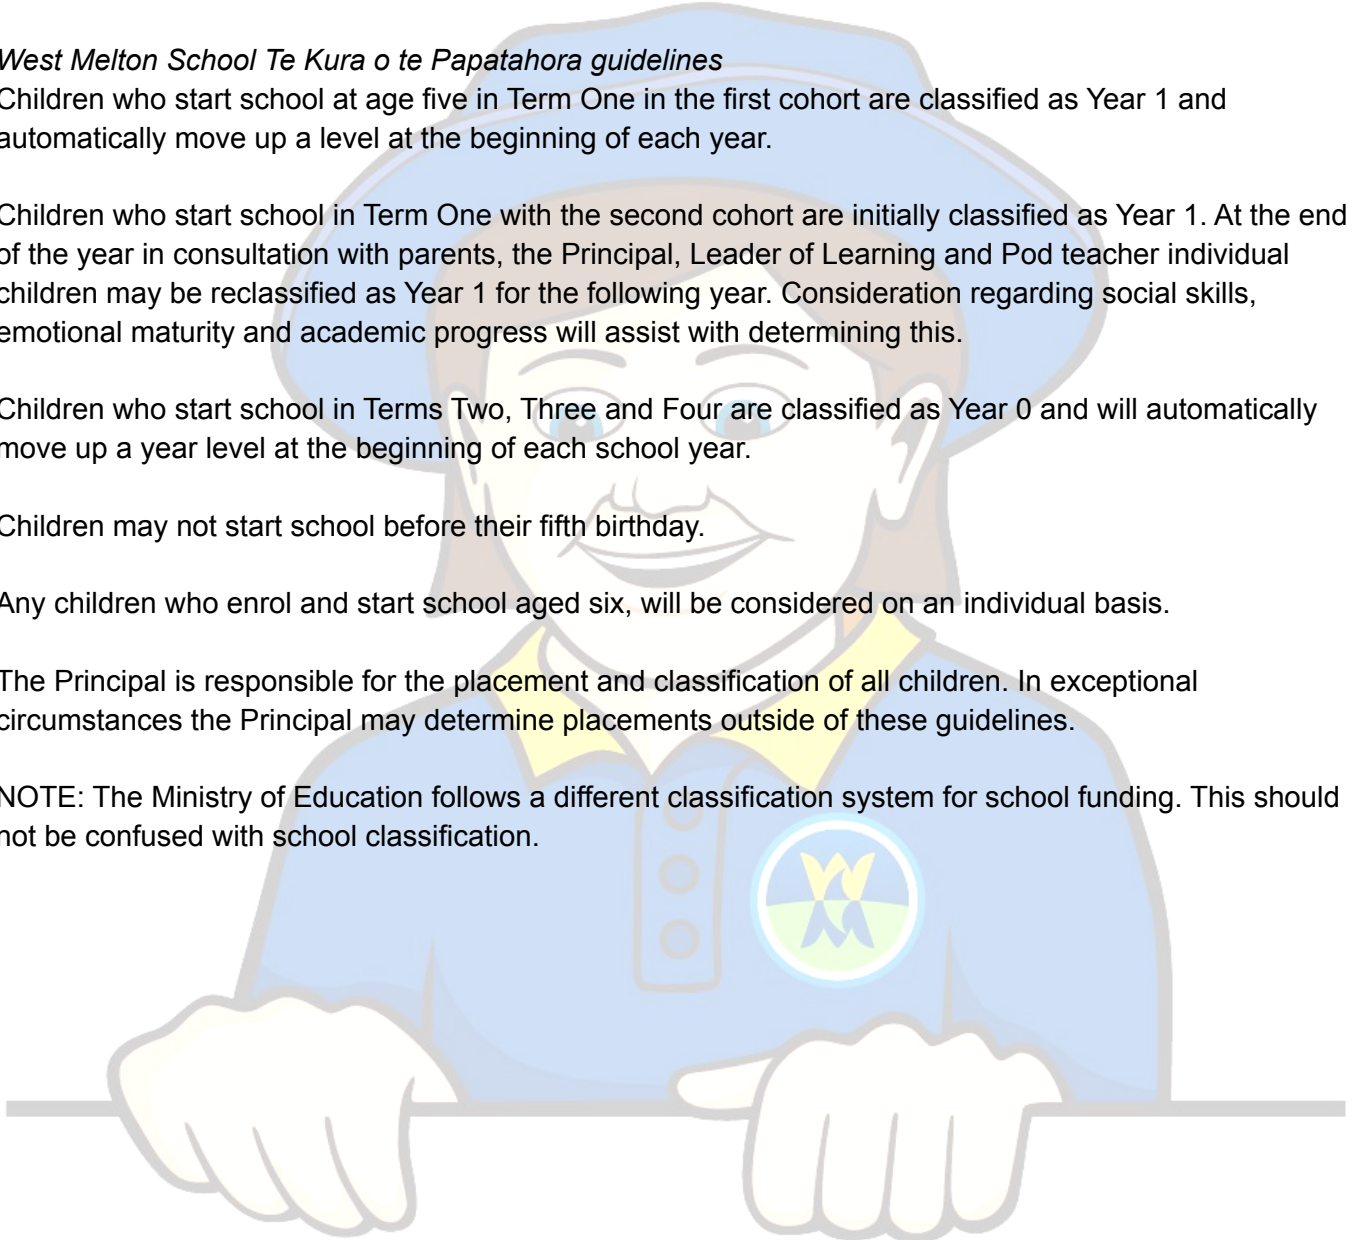 West Melton School Te Kura o te Papatahora guidelines
Children who start school at age five in Term One in the first cohort are classified as Year 1 and
automatically move up a level at the beginning of each year.
Children who start school in Term One with the second cohort are initially classified as Year 1. At the end
of the year in consultation with parents, the Principal, Leader of Learning and Pod teacher individual
children may be reclassified as Year 1 for the following year. Consideration regarding social skills,
emotional maturity and academic progress will assist with determining this.
Children who start school in Terms Two, Three and Four are classified as Year 0 and will automatically
move up a year level at the beginning of each school year.
Children may not start school before their fifth birthday.
Any children who enrol and start school aged six, will be considered on an individual basis.
The Principal is responsible for the placement and classification of all children. In exceptional
circumstances the Principal may determine placements outside of these guidelines.
NOTE: The Ministry of Education follows a different classification system for school funding. This should
not be confused with school classification.